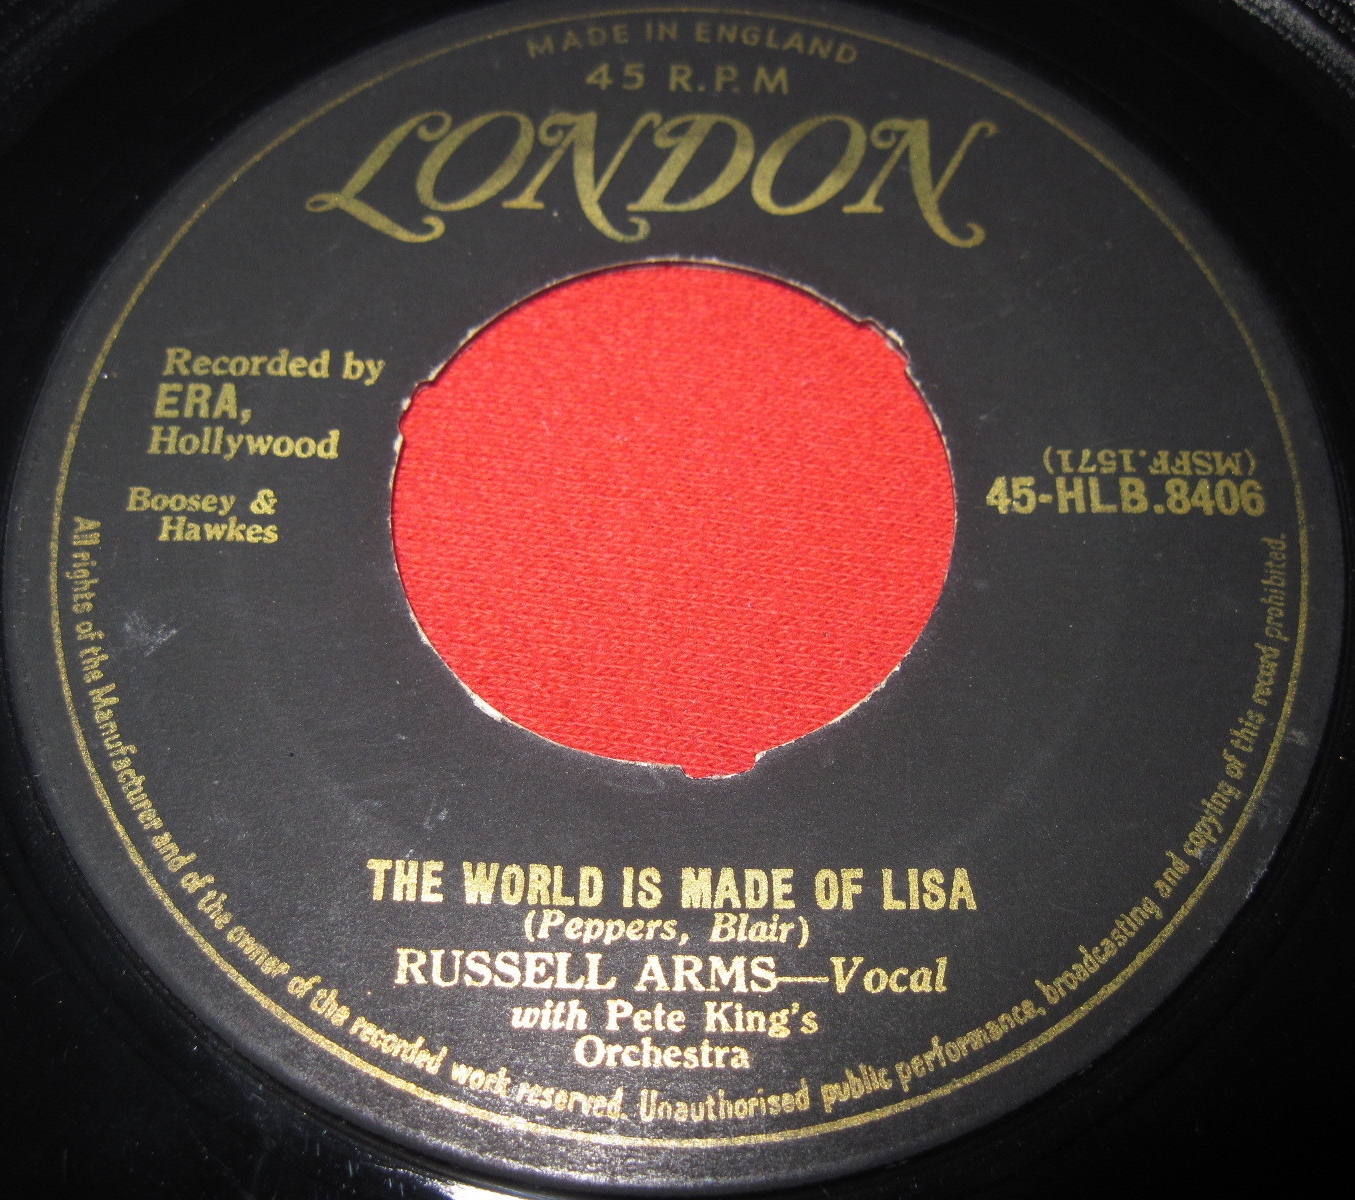 MADE IN ENGLAND
45 R.P.M
LONDON
Recorded by
ERA,
Hollywood
Boosey &
Hawkes
(MSFF.1571)
45-HLB.8406
THE WORLD IS MADE OF LISA
(Peppers, Blair)
RUSSELL ARMS—Vocal
with Pete King's
Orchestra
All rights of the Manufacturer and of the owner of the recorded work reserved. Unauthorised public performance, broadcasting and copying of this record prohibited.